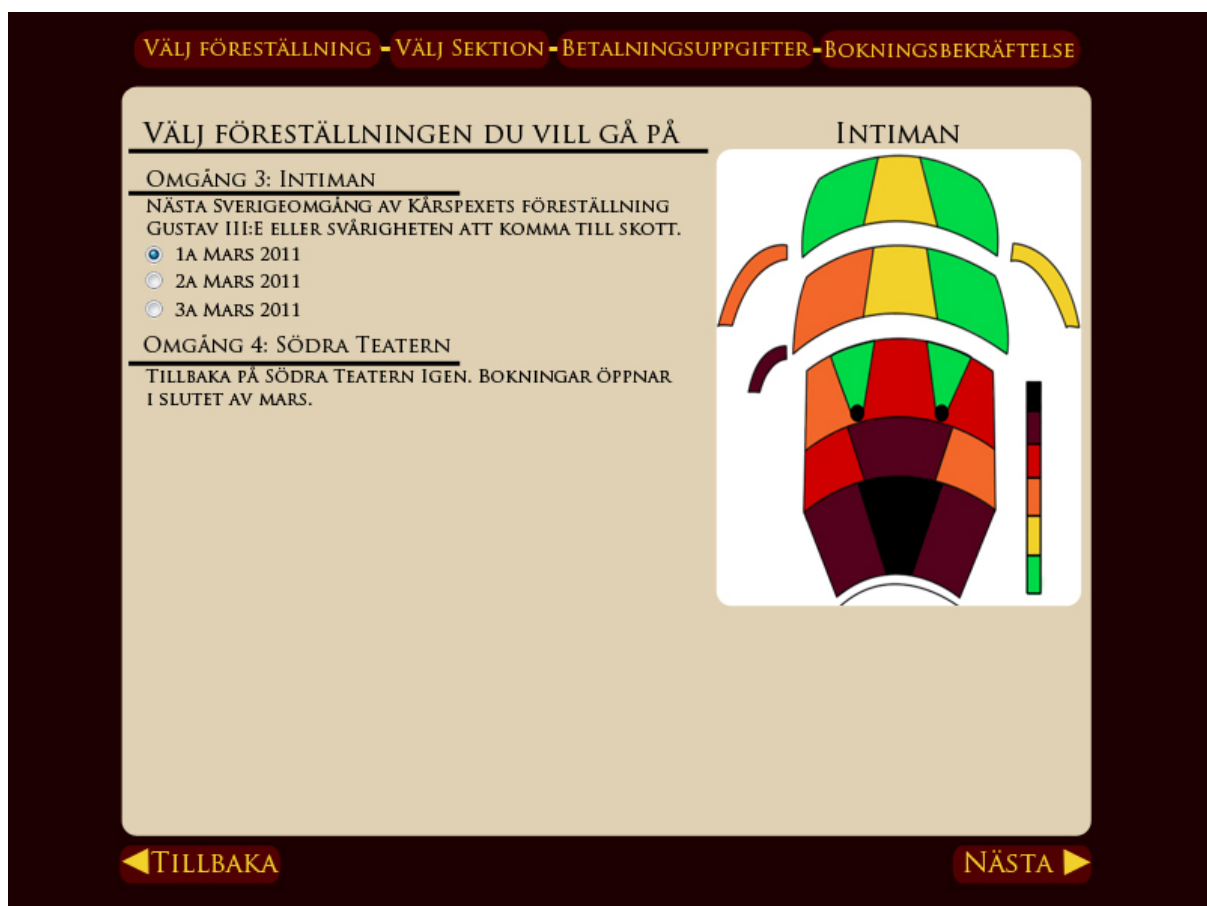 Välj föreställning - Välj Sektion - Betalningsuppgifter - Bokningsbekräftelse
Välj föreställningen du vill gå på
Omgång 3: Intiman
Nästa Sverigeomgång av Kårspexets föreställning
Gustav III:e eller svårigheten att komma till skott.
1a Mars 2011
2a Mars 2011
3a Mars 2011
Omgång 4: Södra Teatern
Tillbaka på Södra Teatern Igen. Bokningar öppnar
i slutet av mars.
Intiman
Tillbaka
Nästa